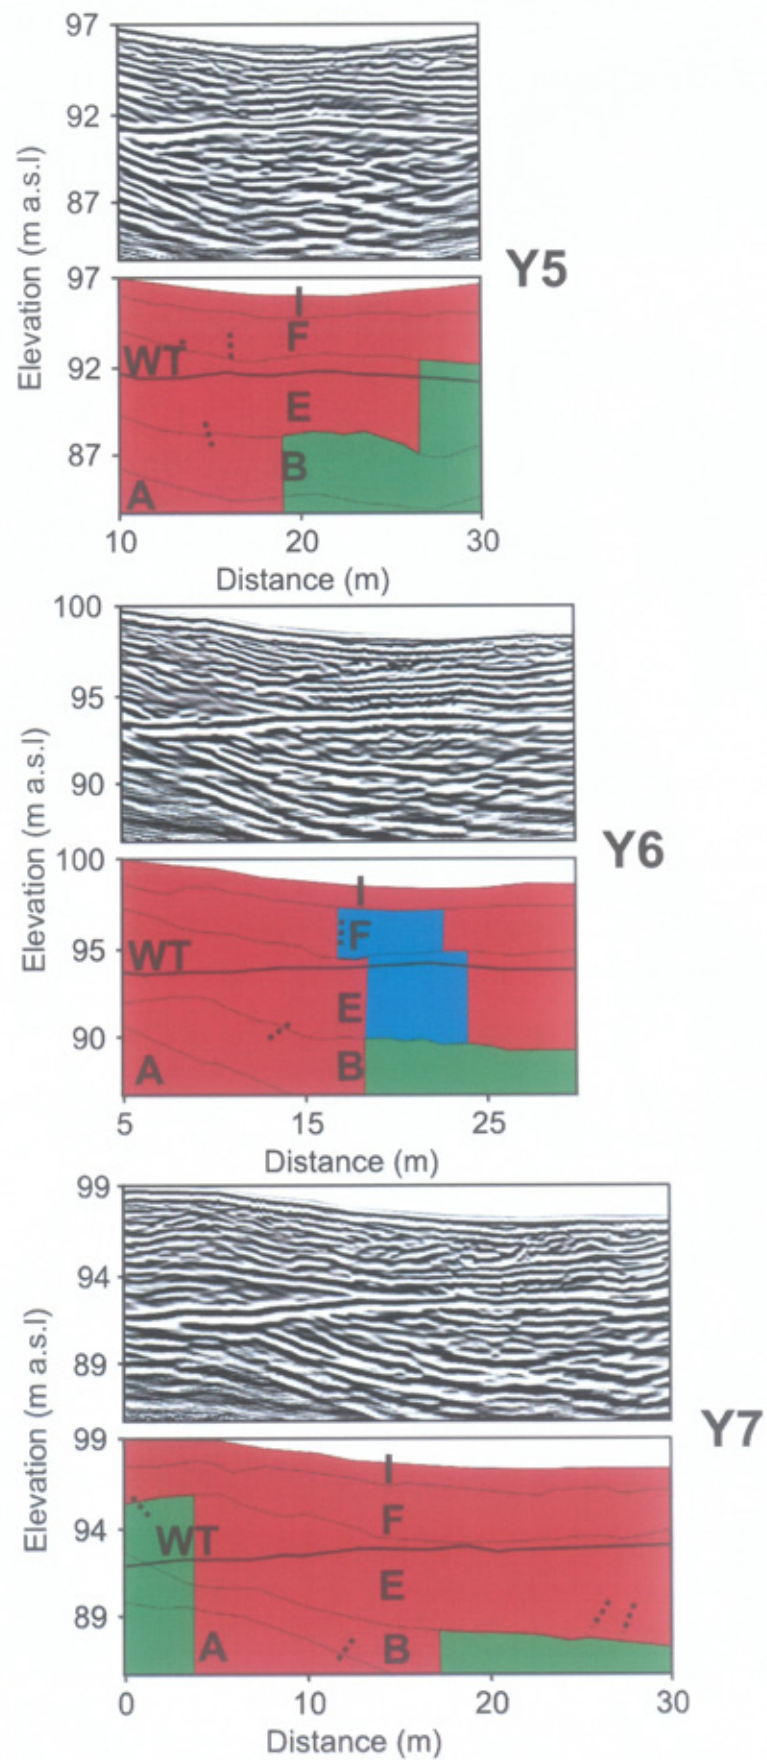 97
92
87
Y5
97
I
F
WT
92
E
87
B
A
10 20 30
Distance (m)
Elevation (m a.s.l)
100
95
90
Y6
100
I
F
95
WT
90
E
A B
5 15 25
Distance (m)
Elevation (m a.s.l)
99
94
89
Y7
99
I
F
94
WT
E
89
A B
0 10 20 30
Distance (m)
Elevation (m a.s.l)